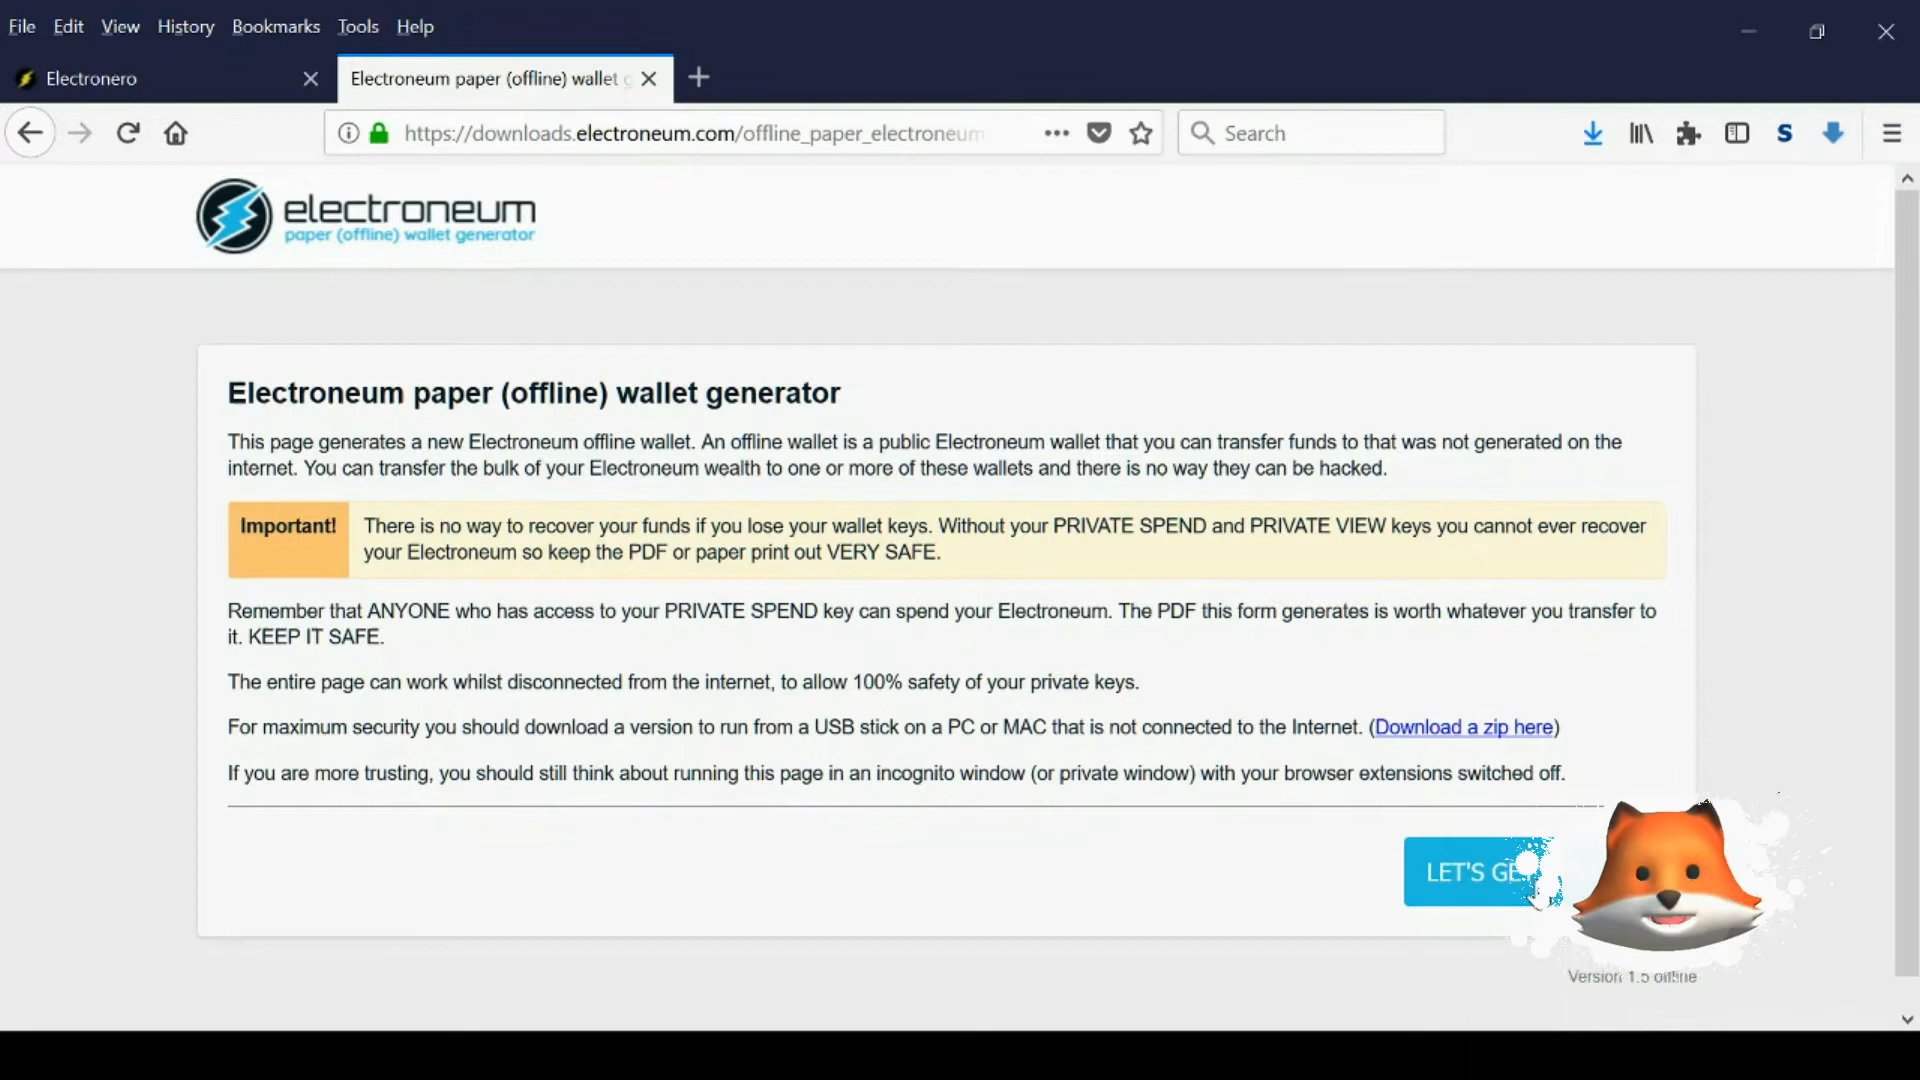 File Edit View History Bookmarks Tools Help
Electronero
Electroneum paper (offline) wallet
https://downloads.electroneum.com/offline_paper_electroneum
Search
S
electroneum
paper (offline) wallet generator
Electroneum paper (offline) wallet generator
This page generates a new Electroneum offline wallet. An offline wallet is a public Electroneum wallet that you can transfer funds to that was not generated on the
internet. You can transfer the bulk of your Electroneum wealth to one or more of these wallets and there is no way they can be hacked.
Important!
There is no way to recover your funds if you lose your wallet keys. Without your PRIVATE SPEND and PRIVATE VIEW keys you cannot ever recover
your Electroneum so keep the PDF or paper print out VERY SAFE.
Remember that ANYONE who has access to your PRIVATE SPEND key can spend your Electroneum. The PDF this form generates is worth whatever you transfer to
it. KEEP IT SAFE.
The entire page can work whilst disconnected from the internet, to allow 100% safety of your private keys.
For maximum security you should download a version to run from a USB stick on a PC or MAC that is not connected to the Internet. (Download a zip here)
If you are more trusting, you should still think about running this page in an incognito window (or private window) with your browser extensions switched off.
LET'S GE
Version 1.5 offline